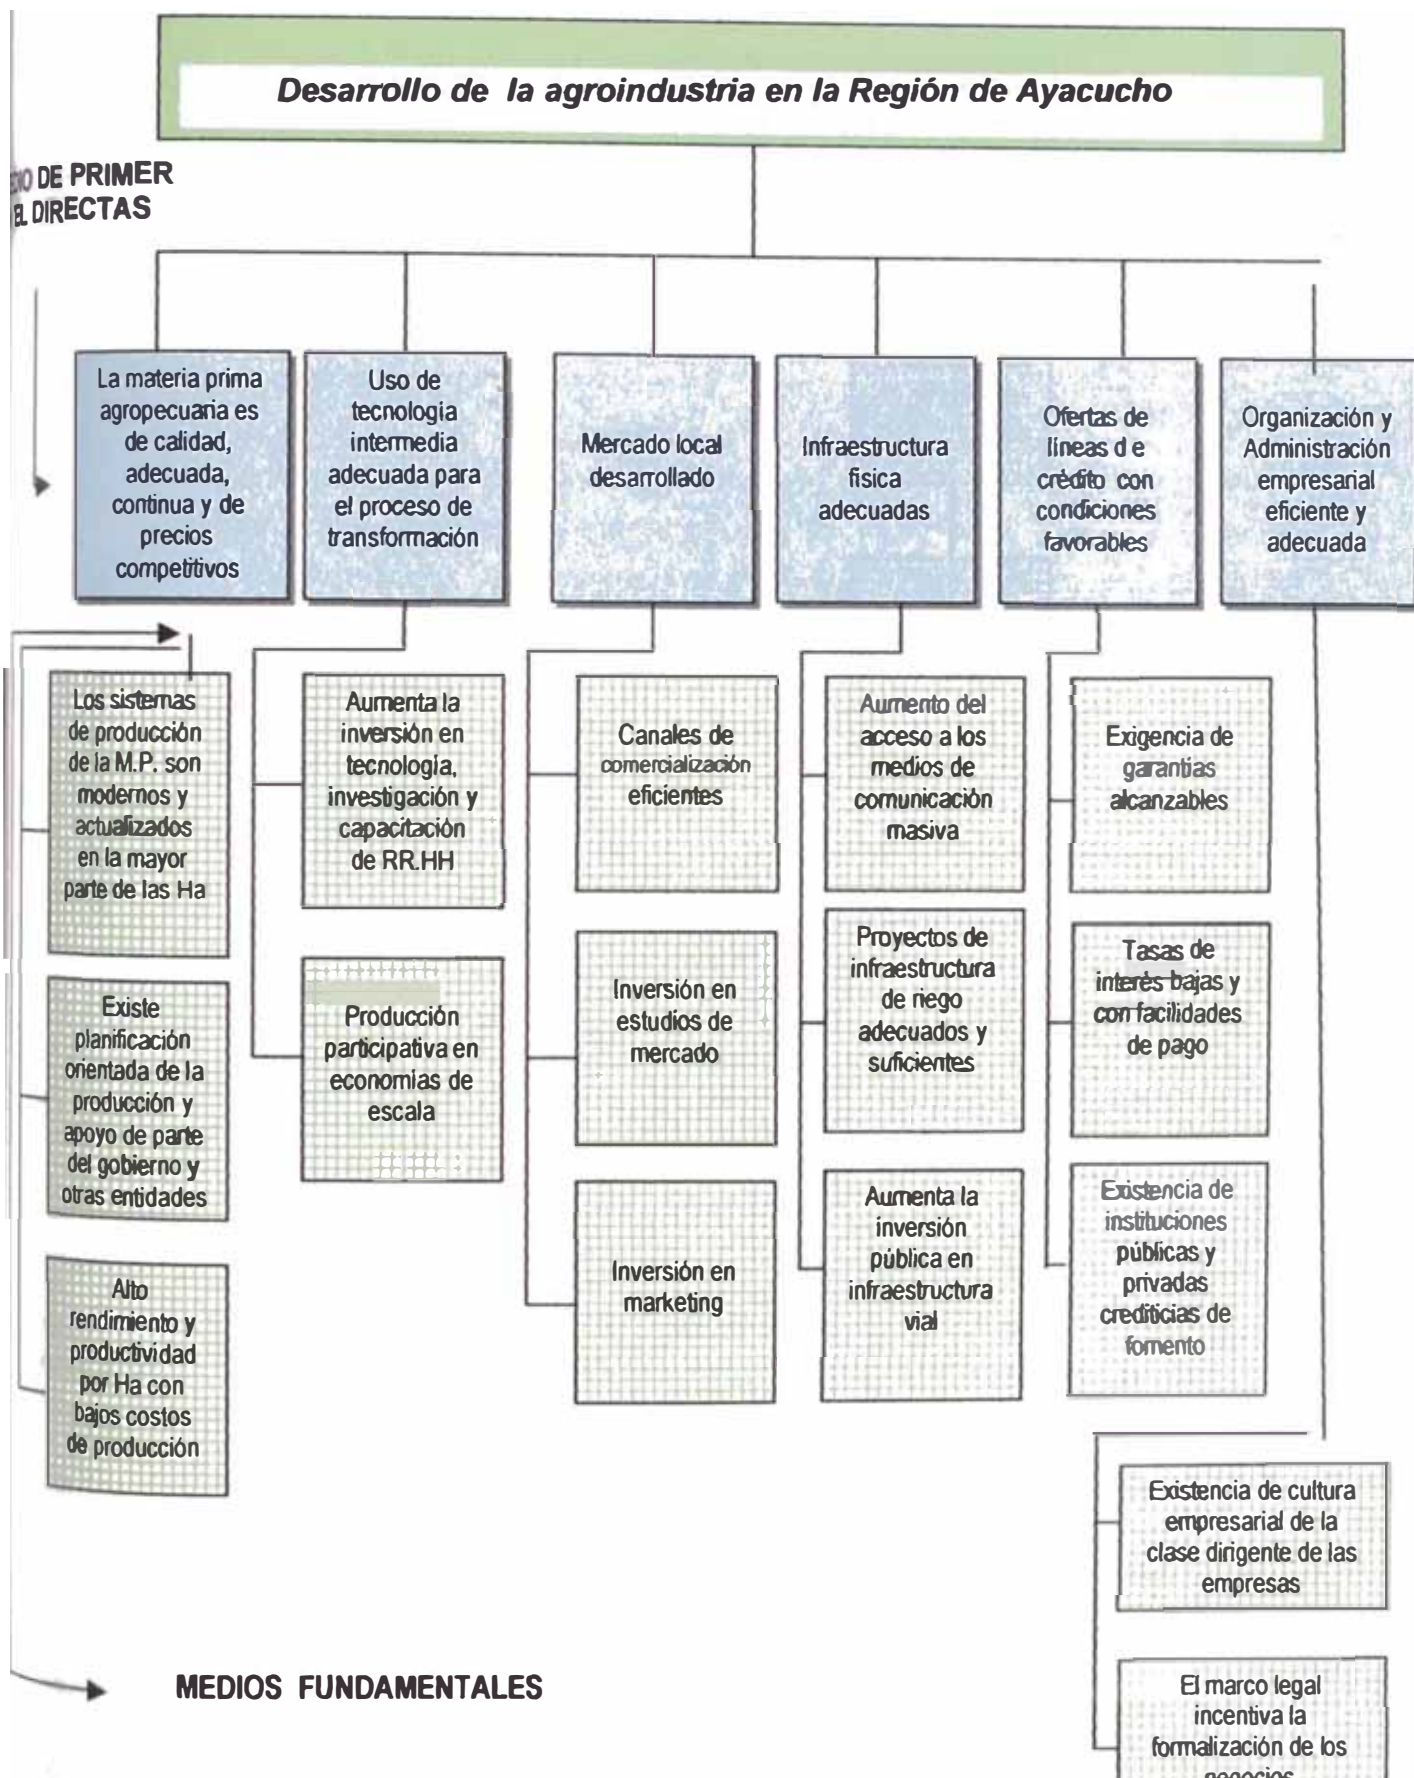 Desarrollo de la agroindustria en la Región de Ayacucho
DE PRIMER
DIRECTAS
La materia prima
agropecuaria es
de calidad,
adecuada,
continua y de
precios
competitivos
Uso de
tecnología
intermedia
adecuada para
el proceso de
transformación
Mercado local
desarrollado
Infraestructura
física
adecuadas
Ofertas de
líneas d e
crédito con
condiciones
favorables
Organización y
Administración
empresarial
eficiente y
adecuada
Los sistemas
de producción
de la M.P. son
modernos y
actualizados
en la mayor
parte de las Ha
Existe
planificación
orientada de la
producción y
apoyo de parte
del gobierno y
otras entidades
Alto
rendimiento y
productividad
por Ha con
bajos costos
de producción
Aumenta la
inversión en
tecnología,
investigación y
capacitación
de RR.HH
Producción
participativa en
economías de
escala
Canales de
comercialización
eficientes
Inversión en
estudios de
mercado
Inversión en
marketing
Aumento del
acceso a los
medios de
comunicación
masiva
Proyectos de
infraestructura
de riego
adecuados y
suficientes
Aumenta la
inversión
pública en
infraestructura
vial
Exigencia de
garantías
alcanzables
Tasas de
interés bajas y
con facilidades
de pago
Existencia de
instituciones
públicas y
privadas
crediticias de
fomento
Existencia de cultura
empresarial de la
clase dirigente de las
empresas
El marco legal
incentiva la
formalización de los
negocios
MEDIOS FUNDAMENTALES